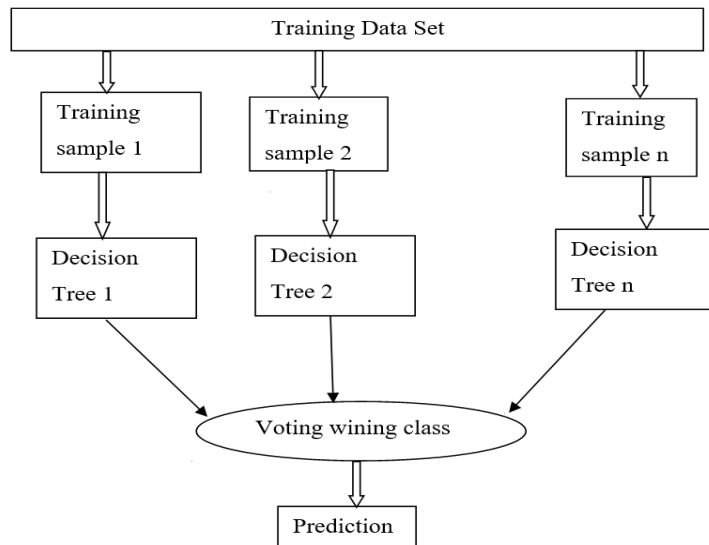 Training Data Set
Training
sample 1
Training
sample 2
Training
sample n
Decision
Tree 1
Decision
Tree 2
Decision
Tree n
Voting wining class
Prediction